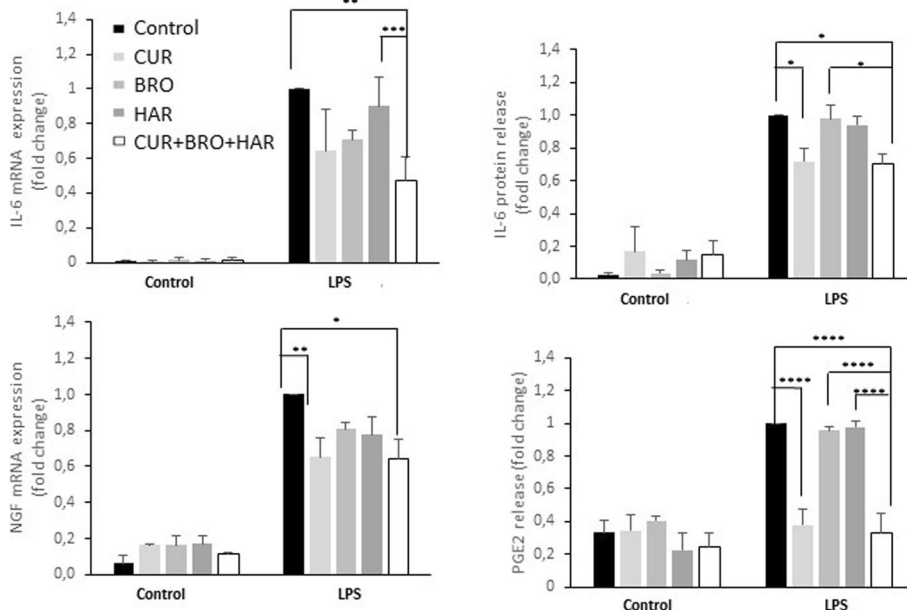 IL-6 mRNA expression
(fold change)
1,4
1,2
1
0,8
0,6
0,4
0,2
0,0
Control
CUR
BRO
HAR
CUR+BRO+HAR
**
***
Control
LPS
IL-6 protein release
(fodl change)
1,4
1,2
1,0
0,8
0,6
0,4
0,2
0,0
*
*
*
Control
LPS
NGF mRNA expression
(fold change)
1,4
1,2
1,0
0,8
0,6
0,4
0,2
0,0
**
*
Control
LPS
PGE2 release (fold change)
1,4
1,2
1
0,8
0,6
0,4
0,2
0
****
****
****
****
Control
LPS